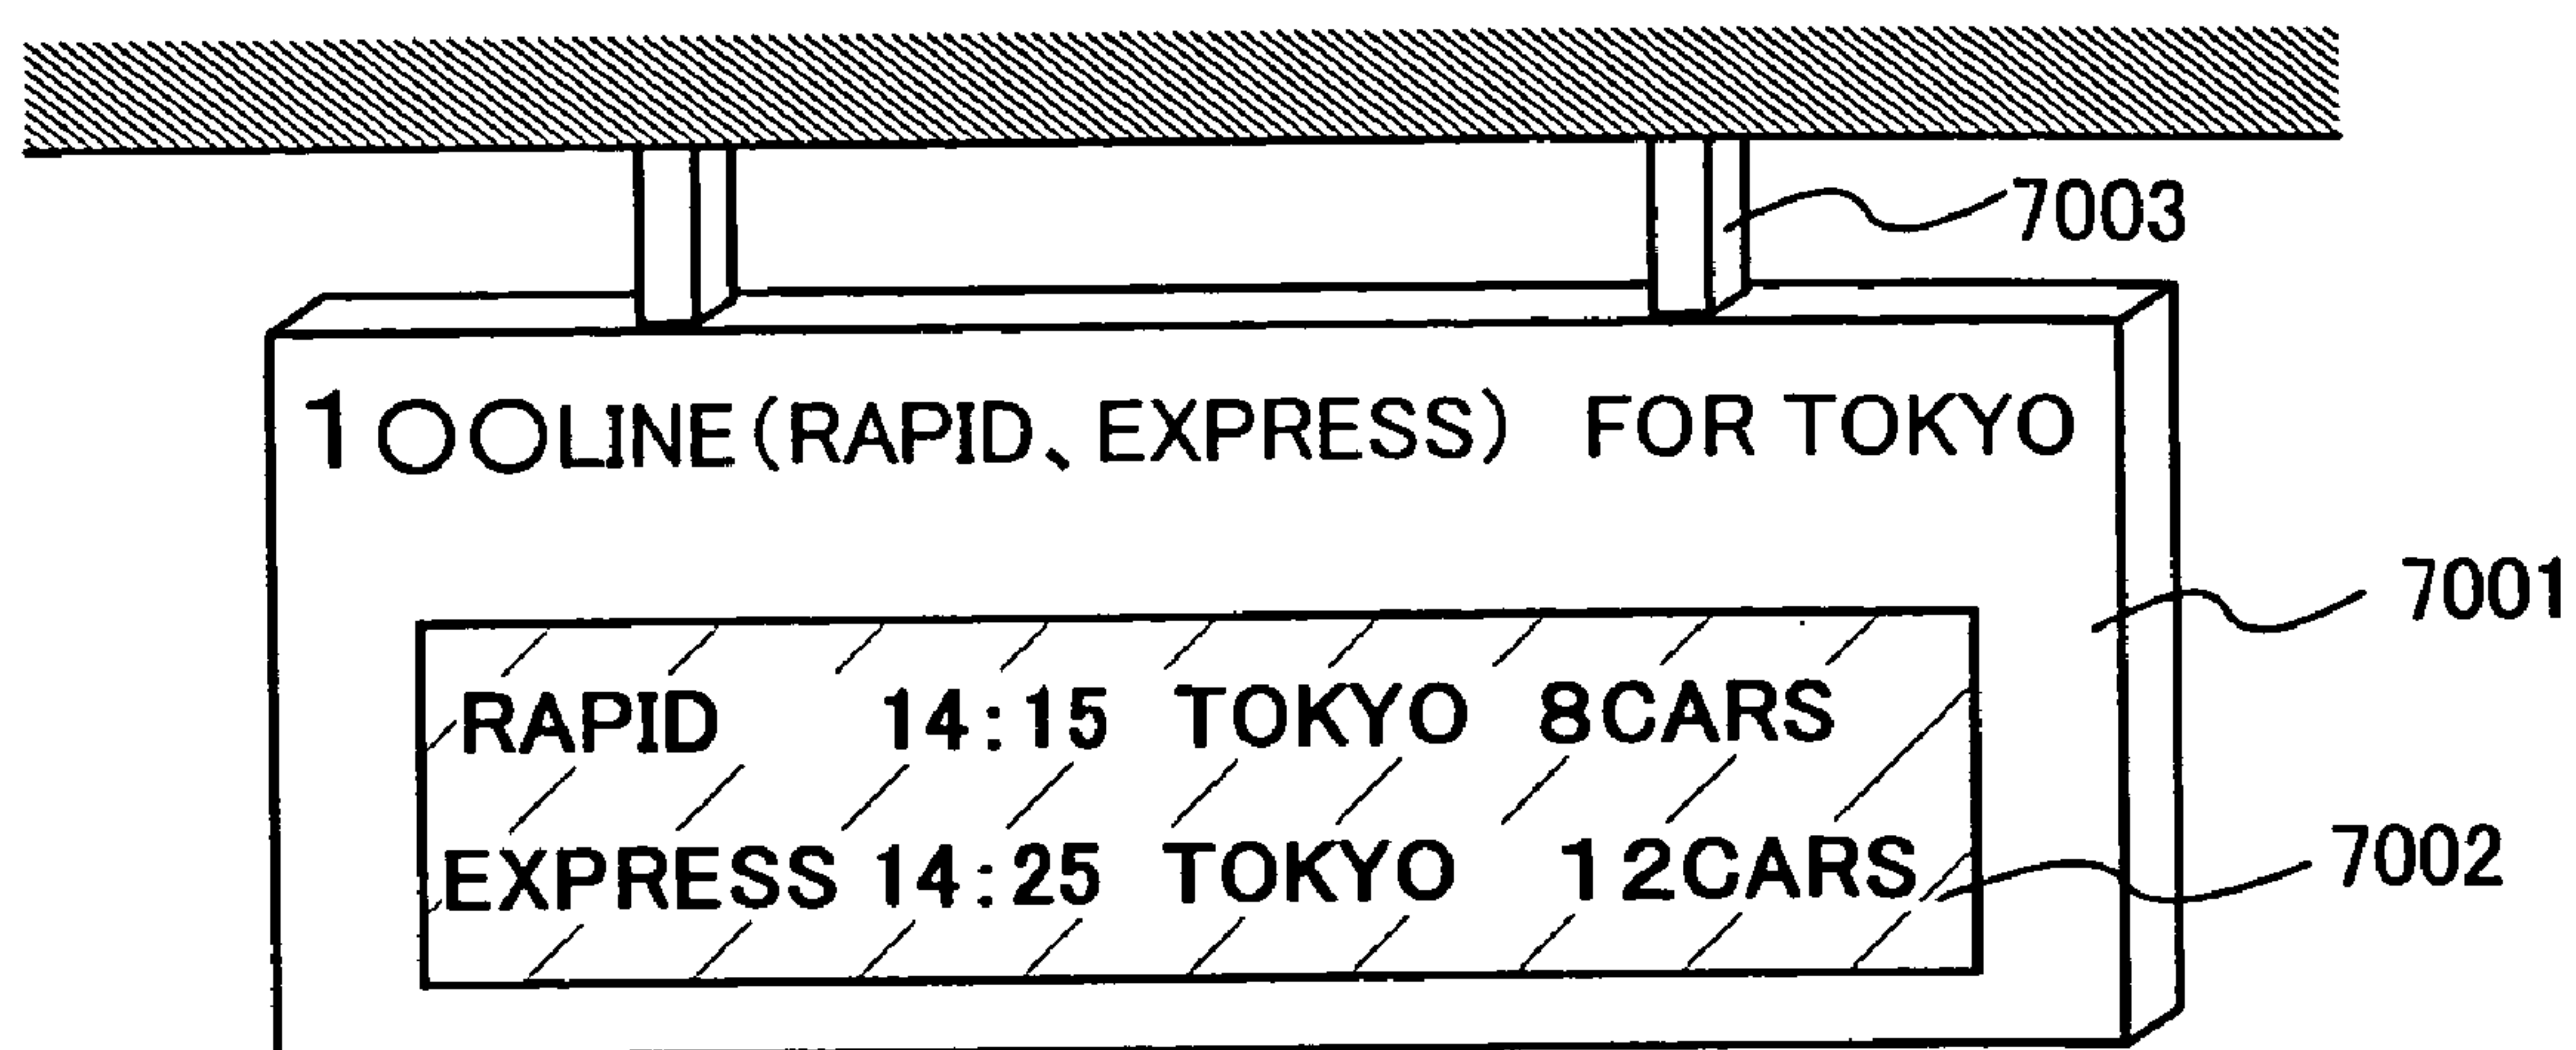 7003
1○○LINE(RAPID、EXPRESS) FOR TOKYO
7001
RAPID 14:15 TOKYO 8CARS
EXPRESS 14:25 TOKYO 12CARS
7002